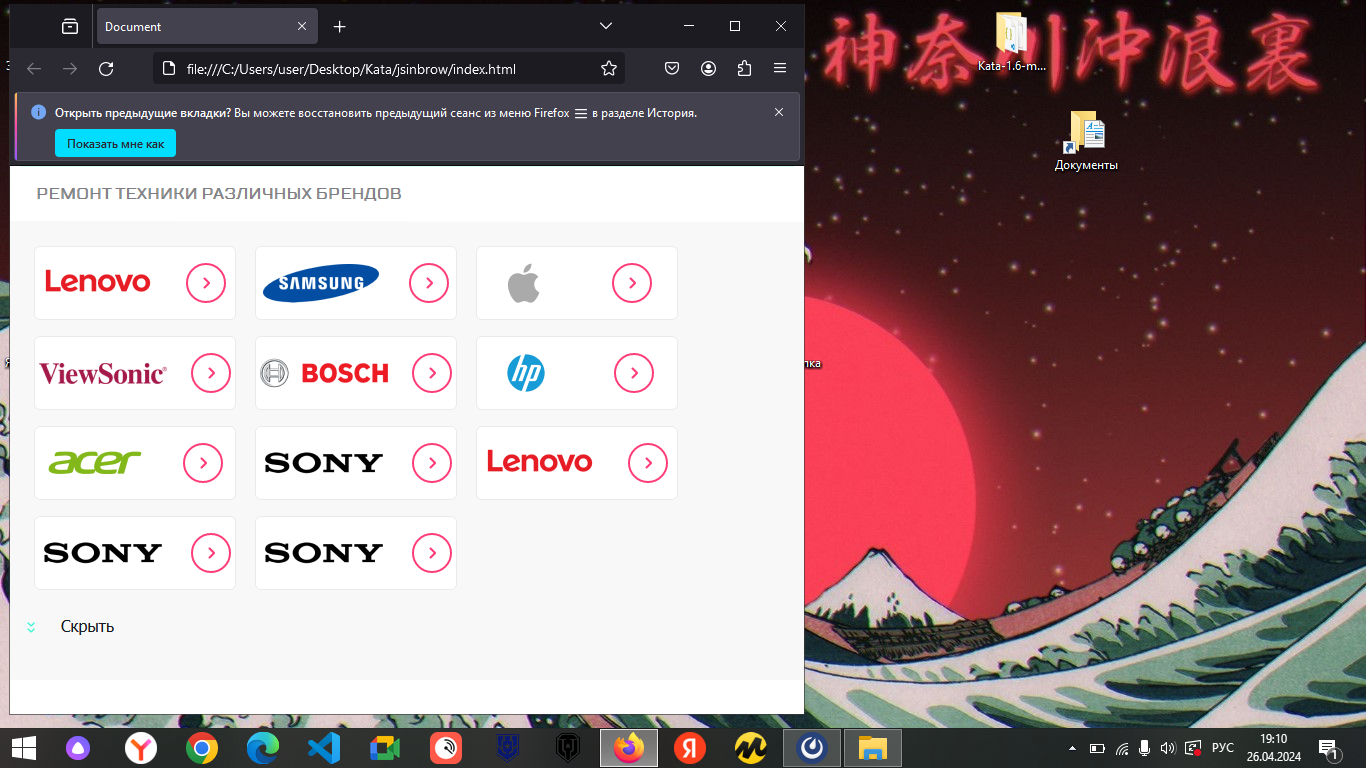 Document
神奈川沖浪裏
Kata-1.6-m...
file:///C:/Users/user/Desktop/Kata/jsinbrow/index.html
Открыть предыдущие вкладки? Вы можете восстановить предыдущий сеанс из меню Firefox в разделе История.
Показать мне как
Документы
РЕМОНТ ТЕХНИКИ РАЗЛИЧНЫХ БРЕНДОВ
Lenovo
SAMSUNG
ViewSonic®
BOSCH
hp
acer
SONY
Lenovo
SONY
SONY
Скрыть
Я
РУС
19:10
26.04.2024
1